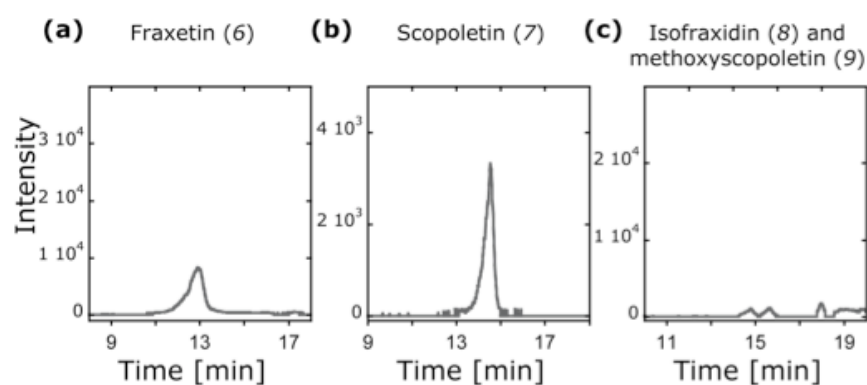 (a) Fraxetin (6) (b) Scopoletin (7) (c) Isofraxidin (8) and
methoxyscopoletin (9)
Intensity
3 10⁴
2 10⁴
1 10⁴
0
9 13 17
Time [min]
4 10³
2 10³
0
9 13 17
Time [min]
2 10⁴
1 10⁴
0
11 15 19
Time [min]